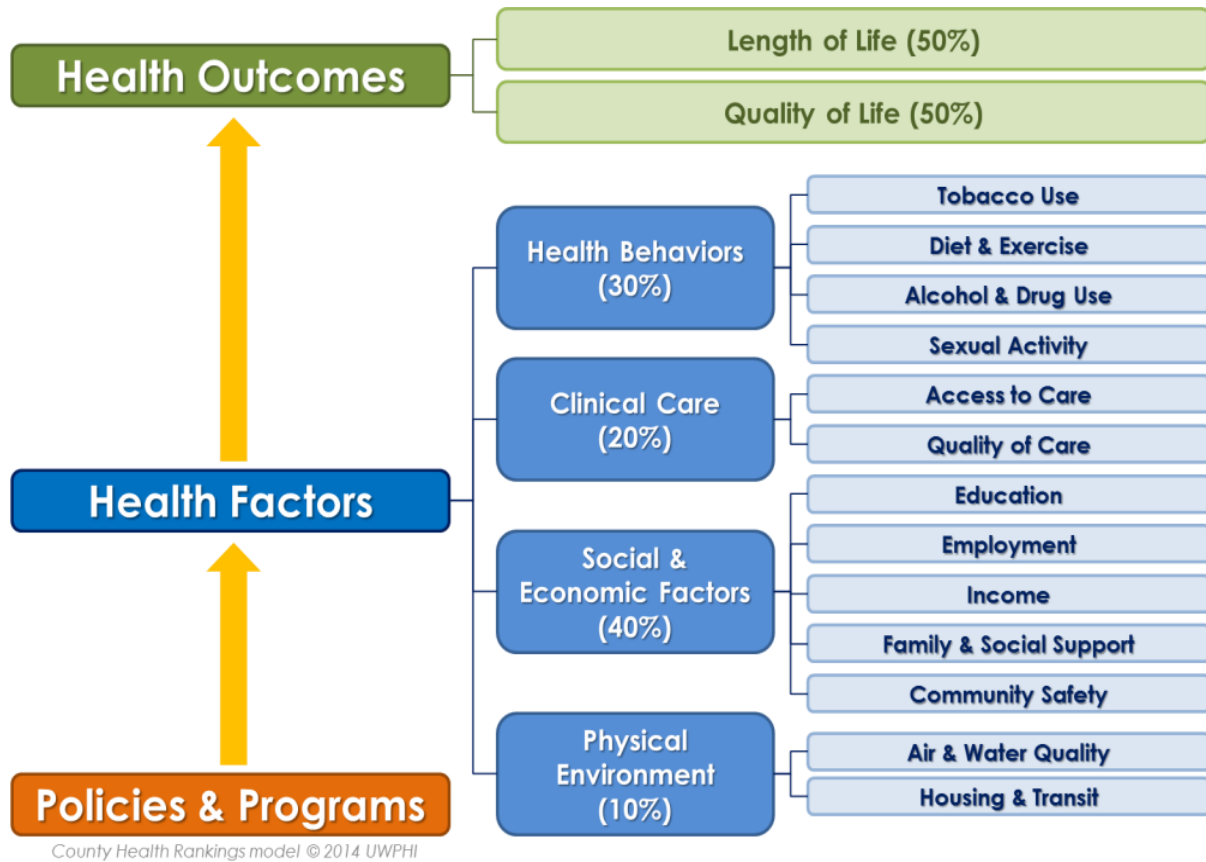 Health Outcomes
Length of Life (50%)
Quality of Life (50%)
Health Factors
Health Behaviors
(30%)
Tobacco Use
Diet & Exercise
Alcohol & Drug Use
Sexual Activity
Clinical Care
(20%)
Access to Care
Quality of Care
Social &
Economic Factors
(40%)
Education
Employment
Income
Family & Social Support
Community Safety
Physical
Environment
(10%)
Air & Water Quality
Housing & Transit
Policies & Programs
County Health Rankings model © 2014 UWPHI